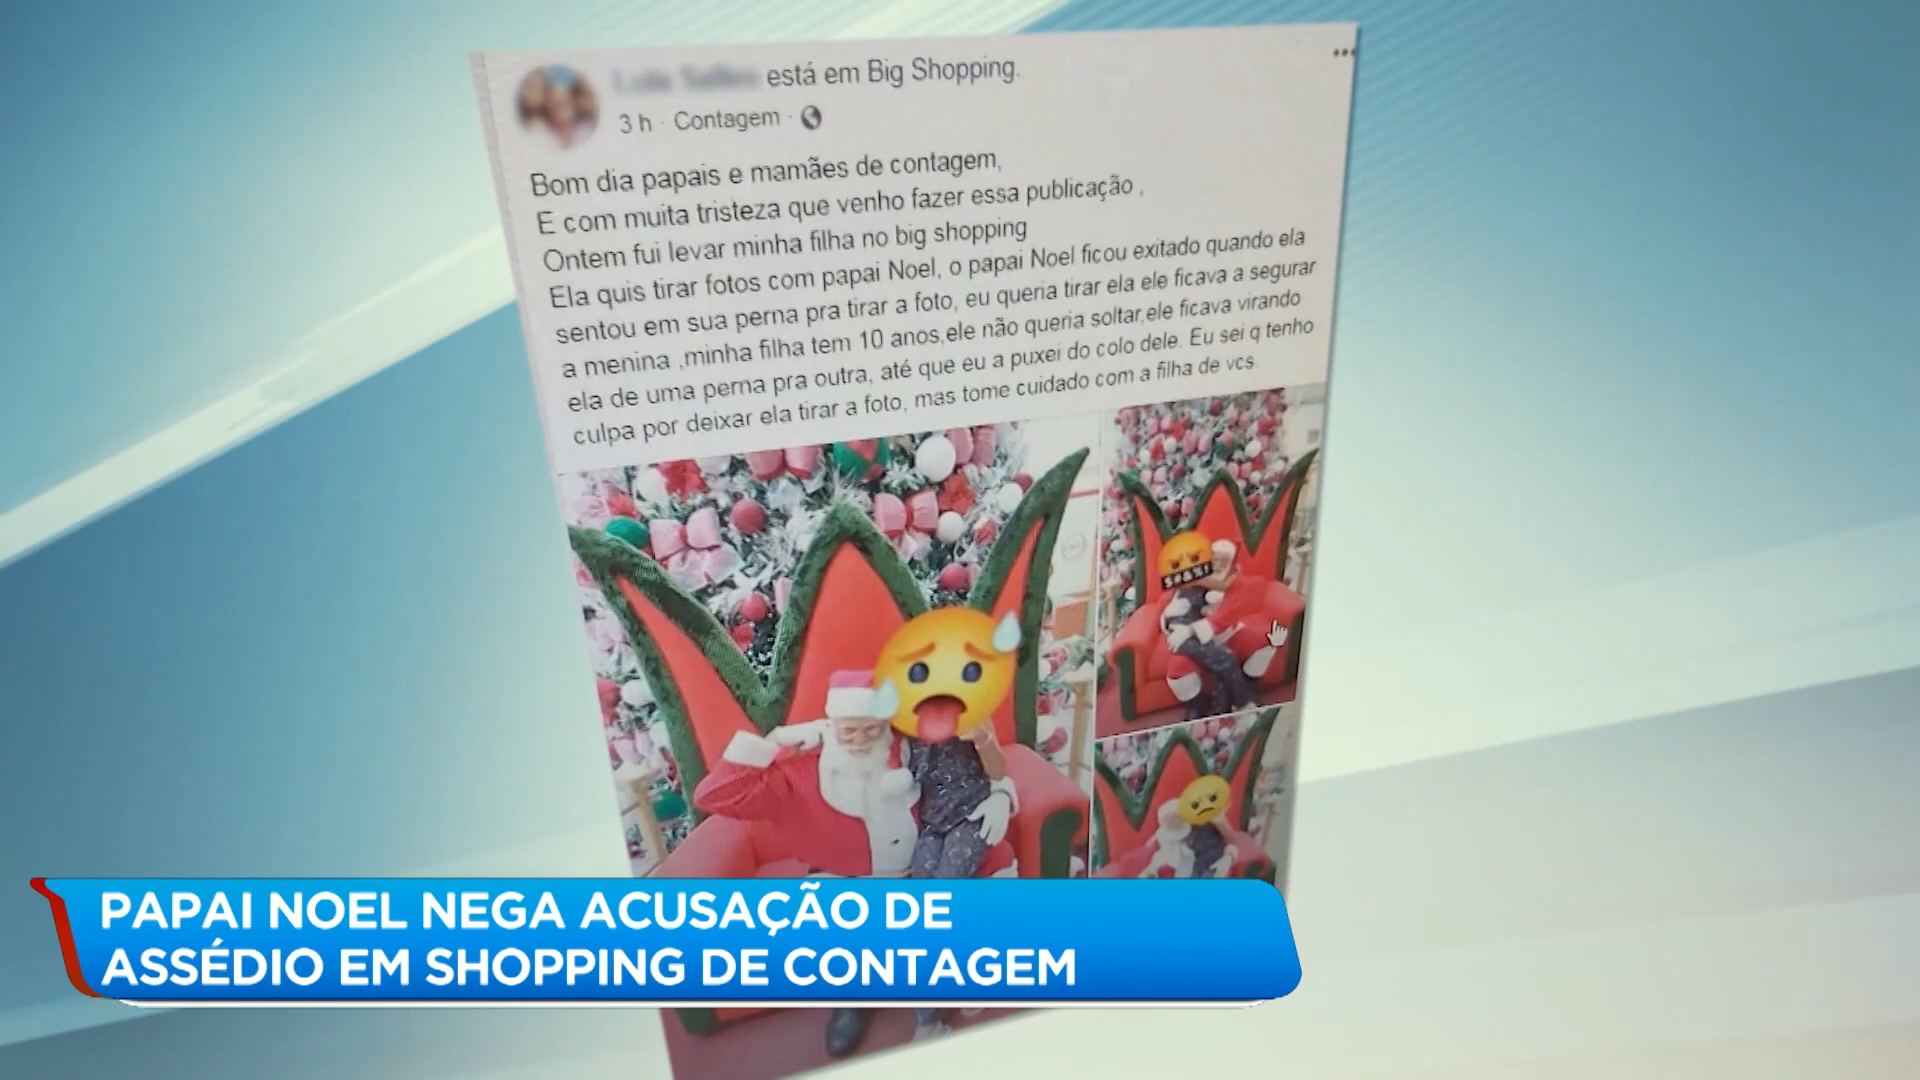 está em Big Shopping.
3 h · Contagem ·
Bom dia papais e mamães de contagem,
E com muita tristeza que venho fazer essa publicação ,
Ontem fui levar minha filha no big shopping
Ela quis tirar fotos com papai Noel, o papai Noel ficou exitado quando ela
sentou em sua perna pra tirar a foto, eu queria tirar ela ele ficava a segurar
a menina ,minha filha tem 10 anos,ele não queria soltar,ele ficava virando
ela de uma perna pra outra, até que eu a puxei do colo dele. Eu sei q tenho
culpa por deixar ela tirar a foto, mas tome cuidado com a filha de vcs.
$#&%!
PAPAI NOEL NEGA ACUSAÇÃO DE
ASSÉDIO EM SHOPPING DE CONTAGEM